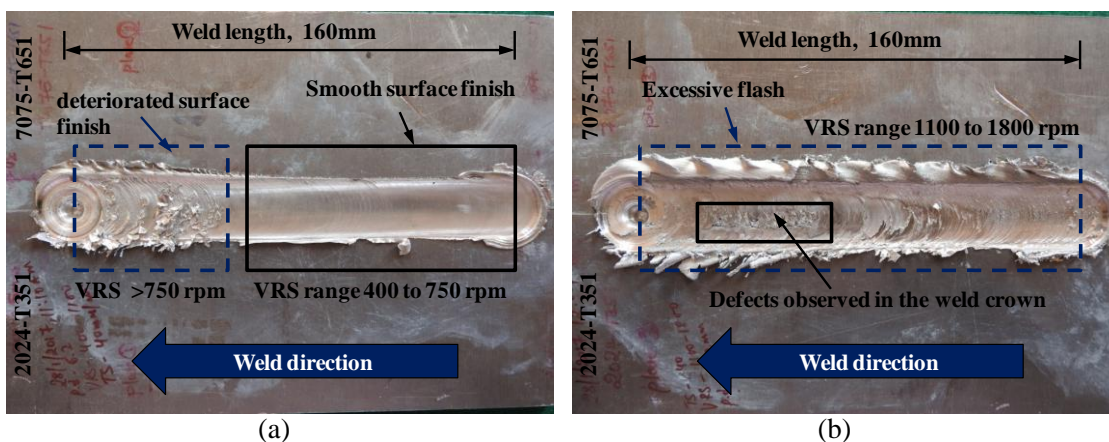 Weld length, 160mm
7075-T651
Smooth surface finish
deteriorated surface
finish
VRS >750 rpm
VRS range 400 to 750 rpm
2024-T351
Weld direction
(a)
Weld length, 160mm
7075-T651
Excessive flash
VRS range 1100 to 1800 rpm
Defects observed in the weld crown
2024-T351
Weld direction
(b)